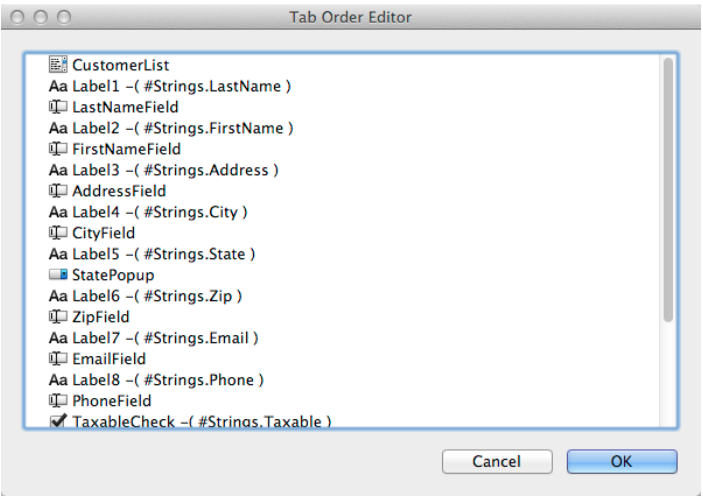 Tab Order Editor
CustomerList
Aa Label1 -( #Strings.LastName )
LastNameField
Aa Label2 -( #Strings.FirstName )
FirstNameField
Aa Label3 -( #Strings.Address )
AddressField
Aa Label4 -( #Strings.City )
CityField
Aa Label5 -( #Strings.State )
StatePopup
Aa Label6 -( #Strings.Zip )
ZipField
Aa Label7 -( #Strings.Email )
EmailField
Aa Label8 -( #Strings.Phone )
PhoneField
TaxableCheck -( #Strings.Taxable )
Cancel OK